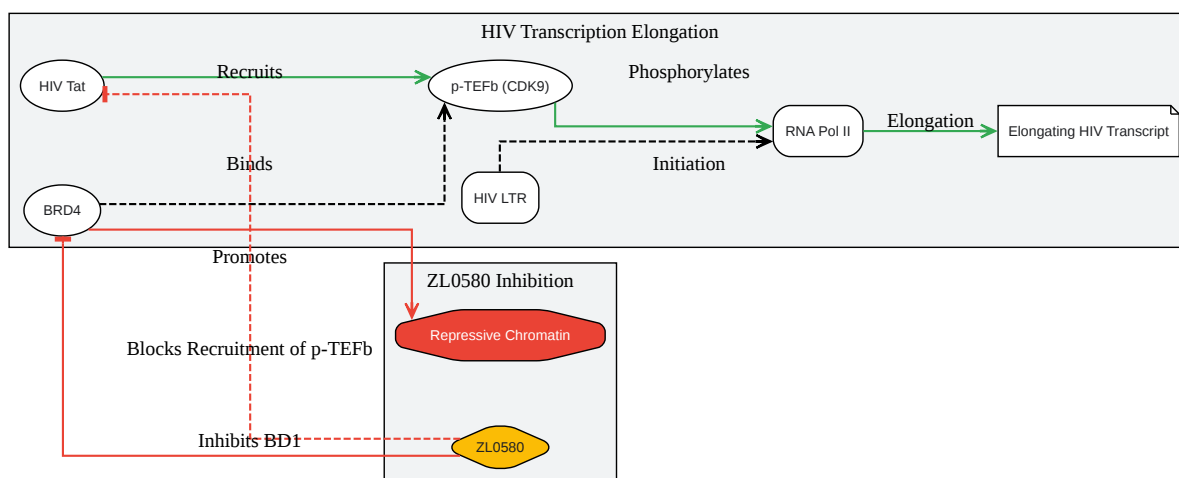 HIV Transcription Elongation
HIV Tat
Recruits
p-TEFb (CDK9)
Phosphorylates
RNA Pol II
Elongation
Elongating HIV Transcript
Binds
Initiation
BRD4
HIV LTR
Promotes
ZL0580 Inhibition
Repressive Chromatin
Blocks Recruitment of p-TEFb
Inhibits BD1
ZL0580